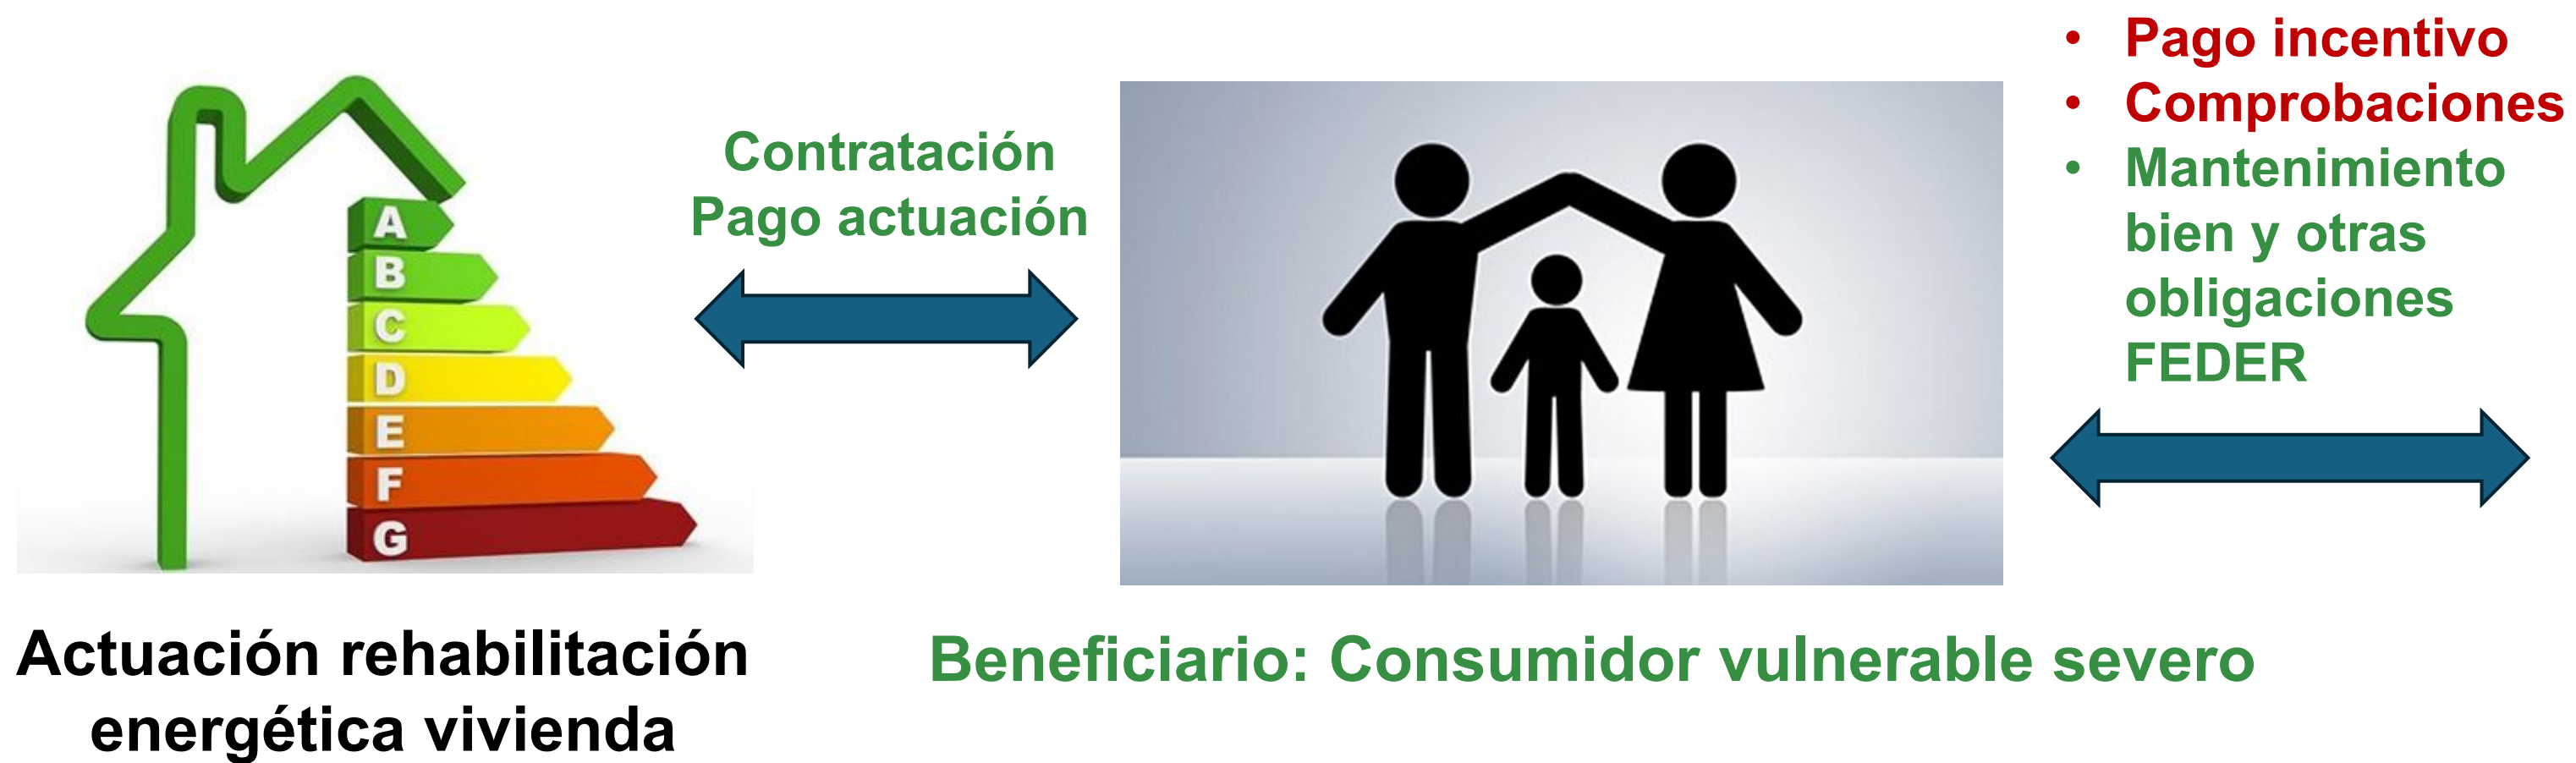 A
B
C
D
E
F
G
Actuación rehabilitación
energética vivienda
Contratación
Pago actuación
Beneficiario: Consumidor vulnerable severo
• Pago incentivo
• Comprobaciones
• Mantenimiento
bien y otras
obligaciones
FEDER